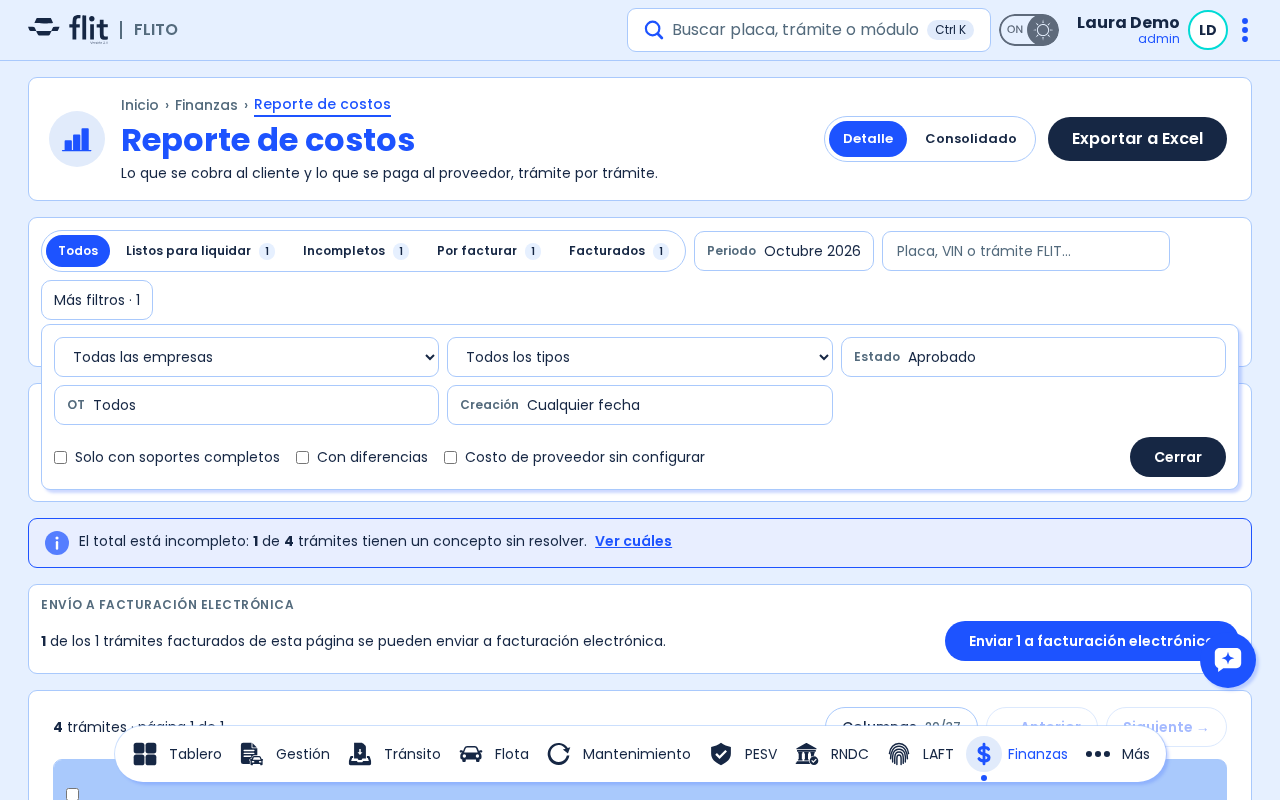 flit | FLITO
Buscar placa, trámite o módulo Ctrl K
ON
Laura Demo
admin
LD
Inicio › Finanzas › Reporte de costos
Reporte de costos
Lo que se cobra al cliente y lo que se paga al proveedor, trámite por trámite.
Detalle Consolidado
Exportar a Excel
Todos Listos para liquidar 1 Incompletos 1 Por facturar 1 Facturados 1
Periodo Octubre 2026
Placa, VIN o trámite FLIT...
Más filtros · 1
Todas las empresas
Todos los tipos
Estado Aprobado
OT Todos
Creación Cualquier fecha
Solo con soportes completos
Con diferencias
Costo de proveedor sin configurar
Cerrar
El total está incompleto: 1 de 4 trámites tienen un concepto sin resolver. Ver cuáles
ENVÍO A FACTURACIÓN ELECTRÓNICA
1 de los 1 trámites facturados de esta página se pueden enviar a facturación electrónica.
Enviar 1 a facturación electrónica
4 trámites · página 1 de 1
Columnas
Anterior
Siguiente →
Tablero Gestión Tránsito Flota Mantenimiento PESV RNDC LAFT Finanzas Más